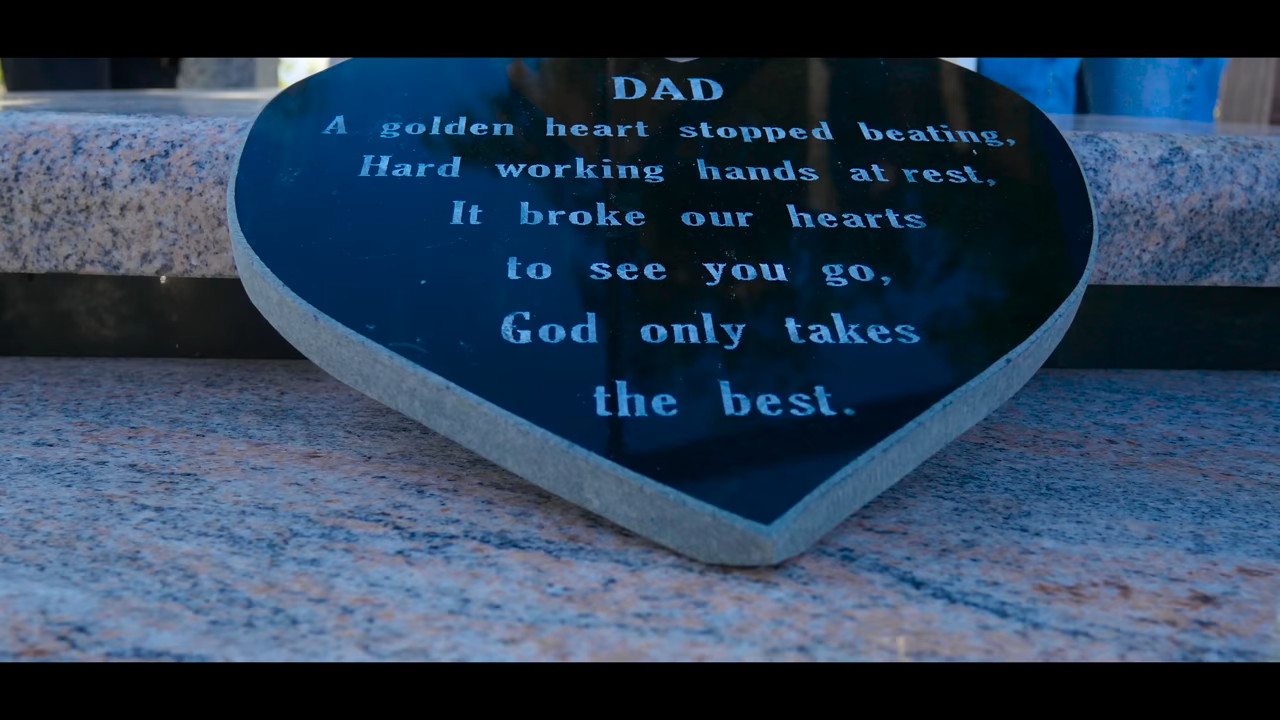 DAD
A golden heart stopped beating,
Hard working hands at rest,
It broke our hearts
to see you go,
God only takes
the best.